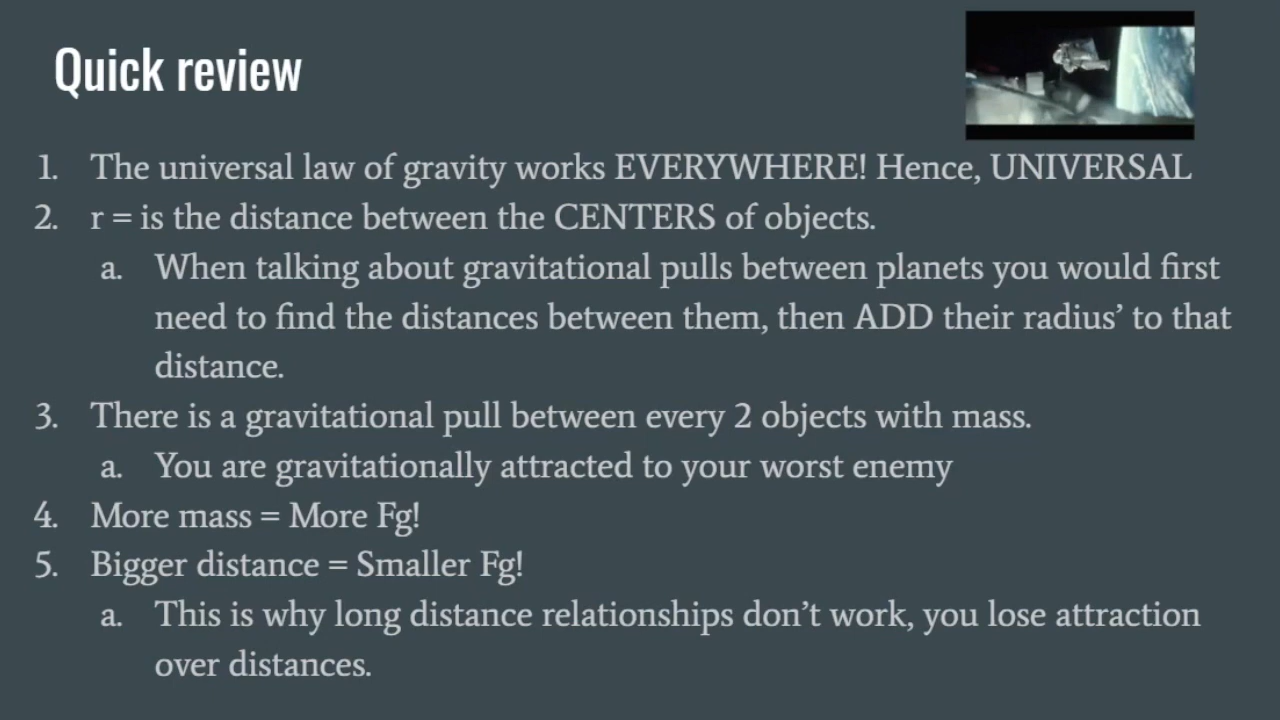 Quick review
1. The universal law of gravity works EVERYWHERE! Hence, UNIVERSAL
2. r = is the distance between the CENTERS of objects.
a. When talking about gravitational pulls between planets you would first
need to find the distances between them, then ADD their radius’ to that
distance.
3. There is a gravitational pull between every 2 objects with mass.
a. You are gravitationally attracted to your worst enemy
4. More mass = More Fg!
5. Bigger distance = Smaller Fg!
a. This is why long distance relationships don’t work, you lose attraction
over distances.